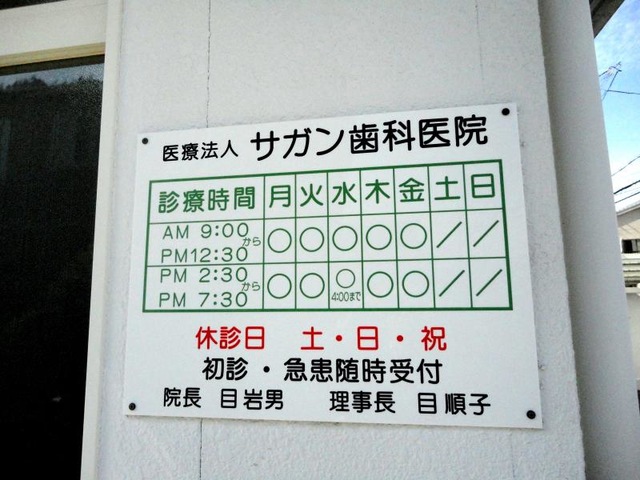 医療法人 サガン歯科医院
診療時間 月 火 水 木 金 土 日
AM 9:00から
PM12:30 ○ ○ ○ ○ ○ / /
PM 2:30から
PM 7:30 ○ ○ ○ ○ ○ / /
4:00まで
休診日 土・日・祝
初診・急患随時受付
院長 目岩男 理事長 目順子